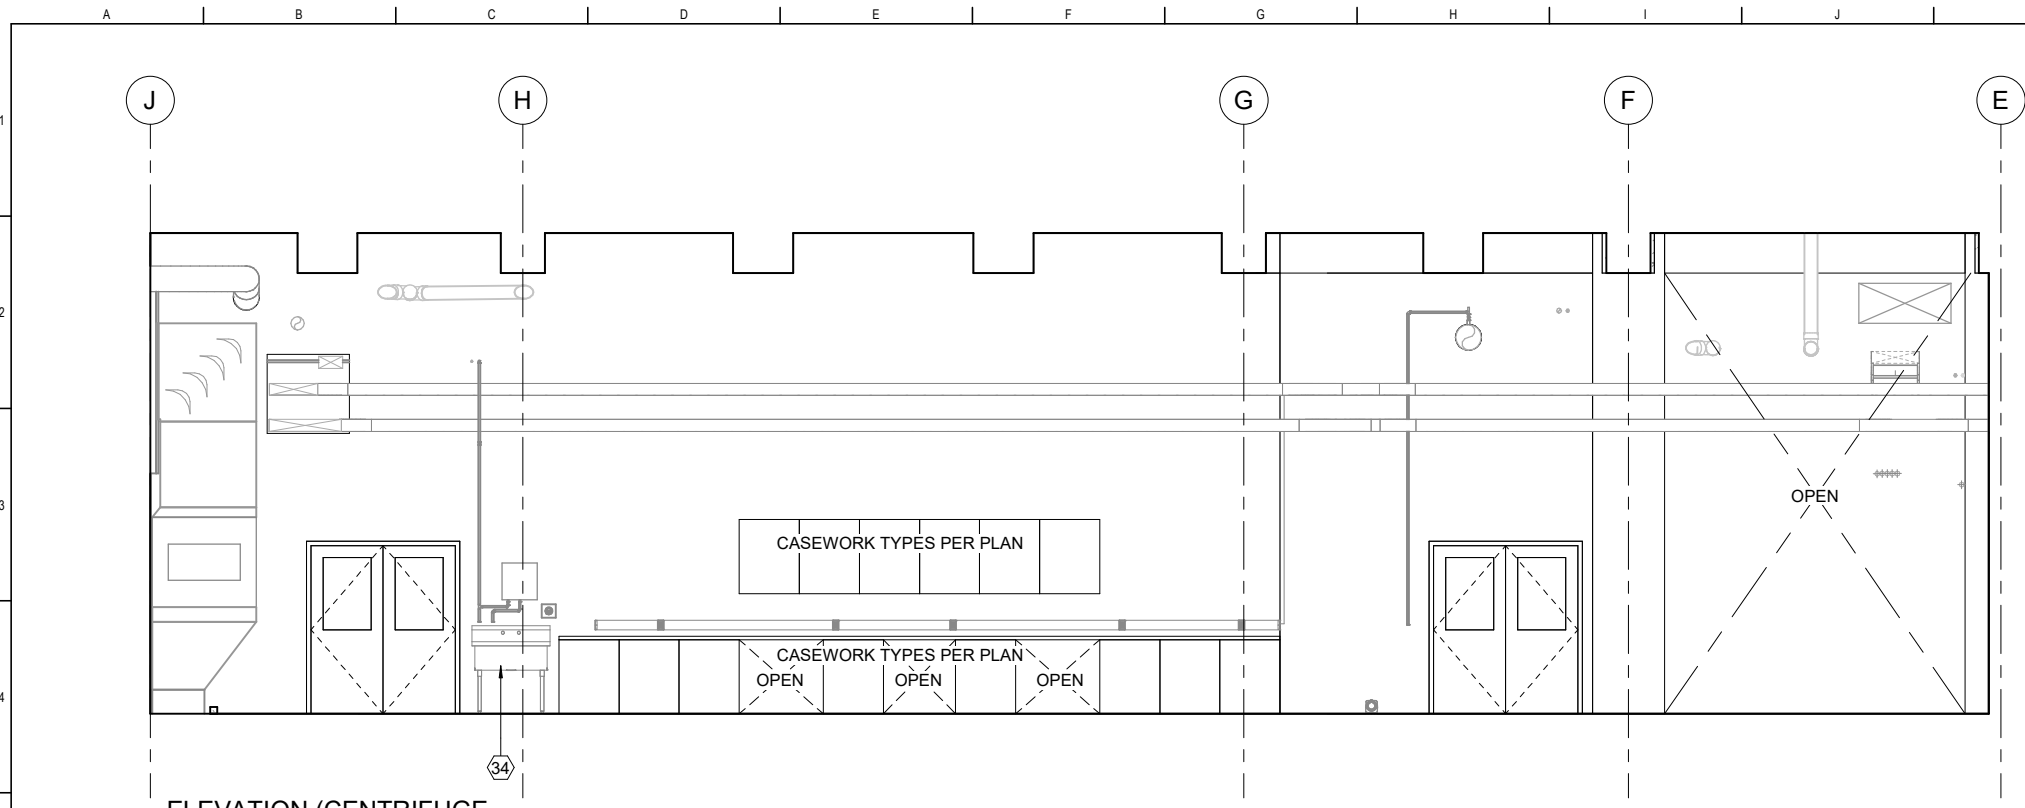 A B C D E F G H I J
J H G F E
1
2
3
4
OPEN
CASEWORK TYPES PER PLAN
CASEWORK TYPES PER PLAN
OPEN OPEN OPEN
34
ELEVATION (CENTRIFUGE